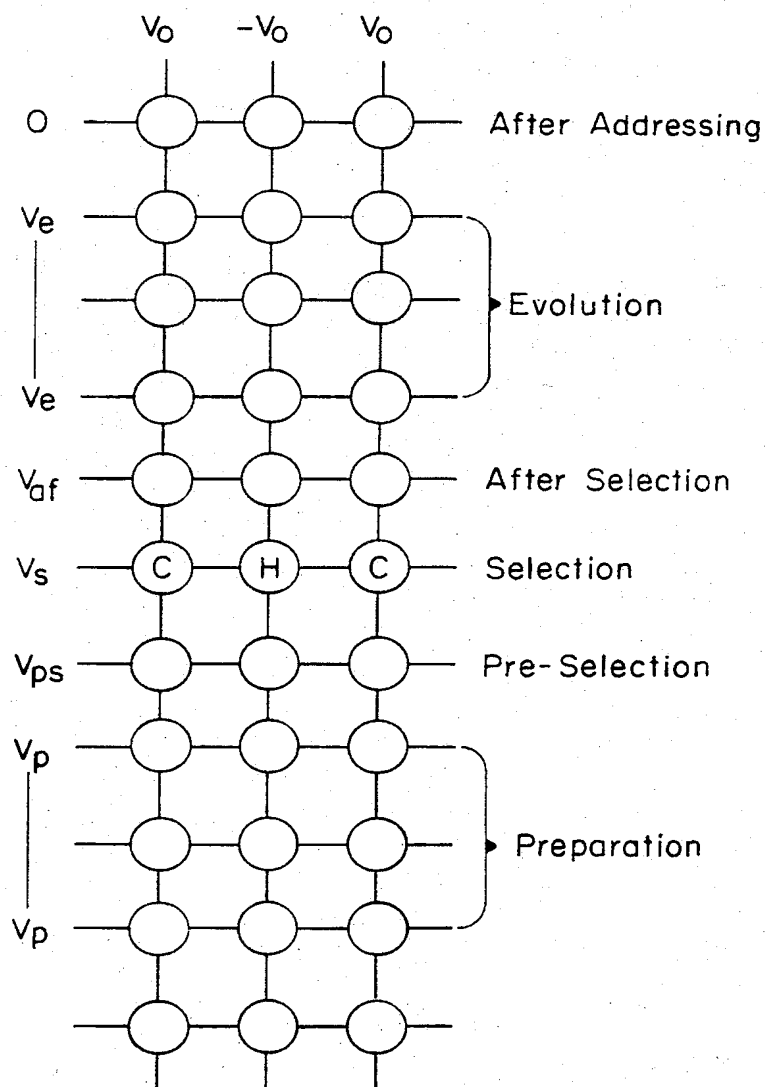 Vo -Vo Vo
O After Addressing
Ve
Evolution
Ve
Vaf After Selection
Vs C H C Selection
Vps Pre-Selection
Vp
Preparation
Vp